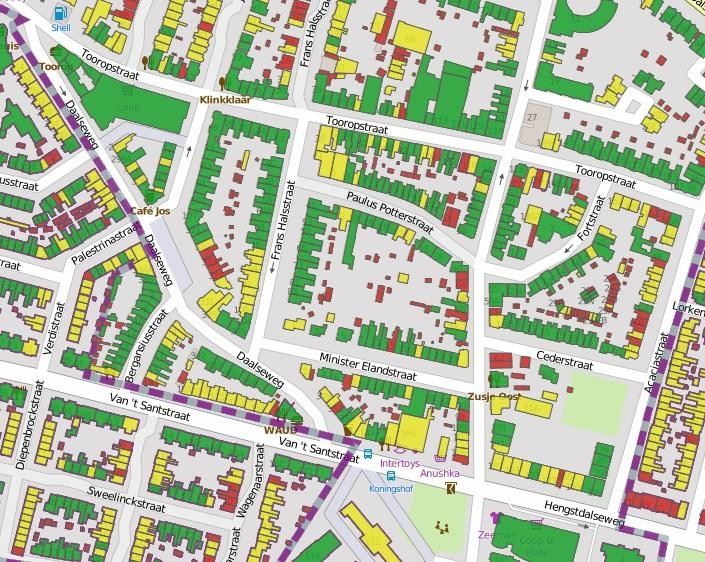 Shell
Frans Halsstraat
Tooropstraat
Toorop
Klinkklaar
Coop
Daalseweg
Tooropstraat
27
Tooropstraat
Café Jos
Palestrinastraat
Daalseweg
Frans Halsstraat
Paulus Potterstraat
Fortstraat
Verdistraat
Bergansiusstraat
Daalseweg
Minister Elandstraat
Cederstraat
Acaciastraat
Van 't Santstraat
Diepenbrockstraat
WAUB
Van 't Santstraat
Zusje Oost
Intertoys
Anushka
Koningshof
Sweelinckstraat
Wagenaarstraat
Hengstdalseweg
Zeeman
Coop te
Plate